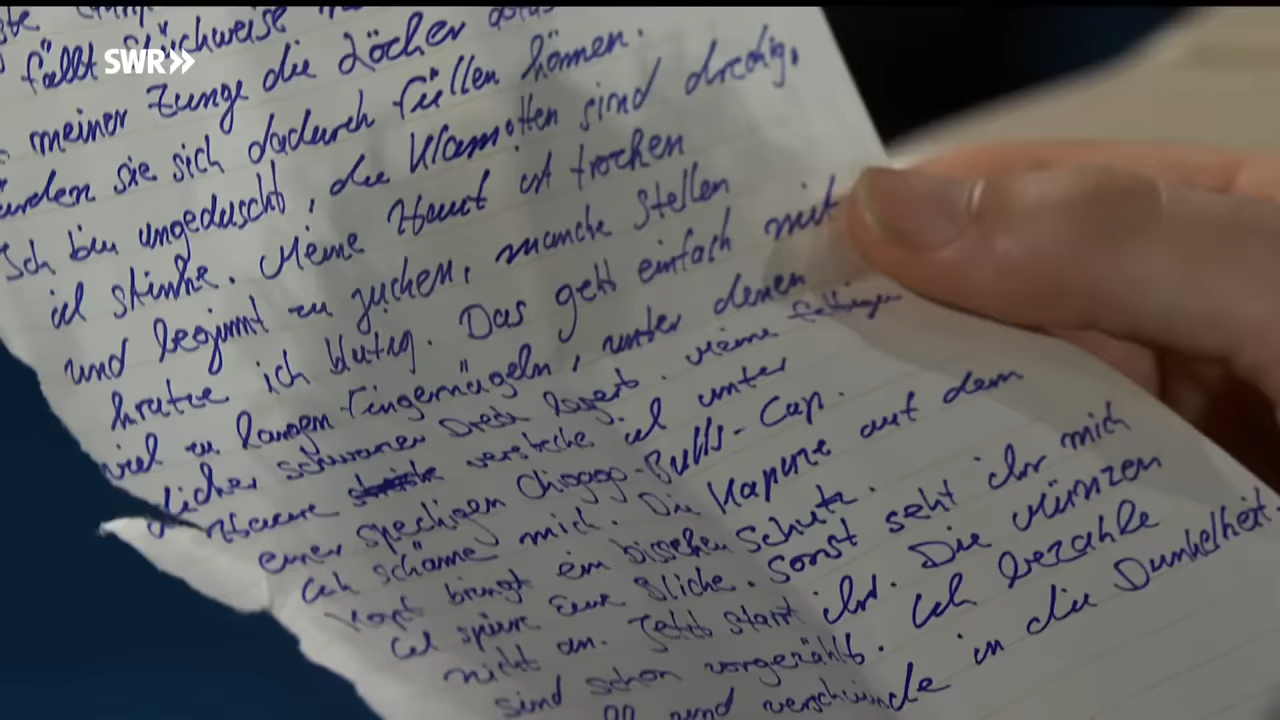 SWR
fällt stückweise
meiner Zunge die Löcher
sie sich dadurch füllen können.
Ich bin ungeduscht, die Klamotten sind dreckig.
ich stinke. Meine Haut ist trocken
und beginnt zu jucken, manche Stellen
kratze ich blutig. Das geht einfach mit
viel zu langen Fingernägeln, unter denen
schwarzer Dreck lagert. Meine fettigen
Haare verstecke ich unter
einer speckigen Chicago-Bulls-Cap.
Ich schäme mich. Die Kapuze auf dem
Kopf bringt ein bisschen Schutz.
Ich spüre Eure Blicke. Sonst seht ihr mich
nicht an. Jetzt starrt ihr. Die Münzen
sind schon vorgezählt. Ich bezahle
und verschwinde in die Dunkelheit.